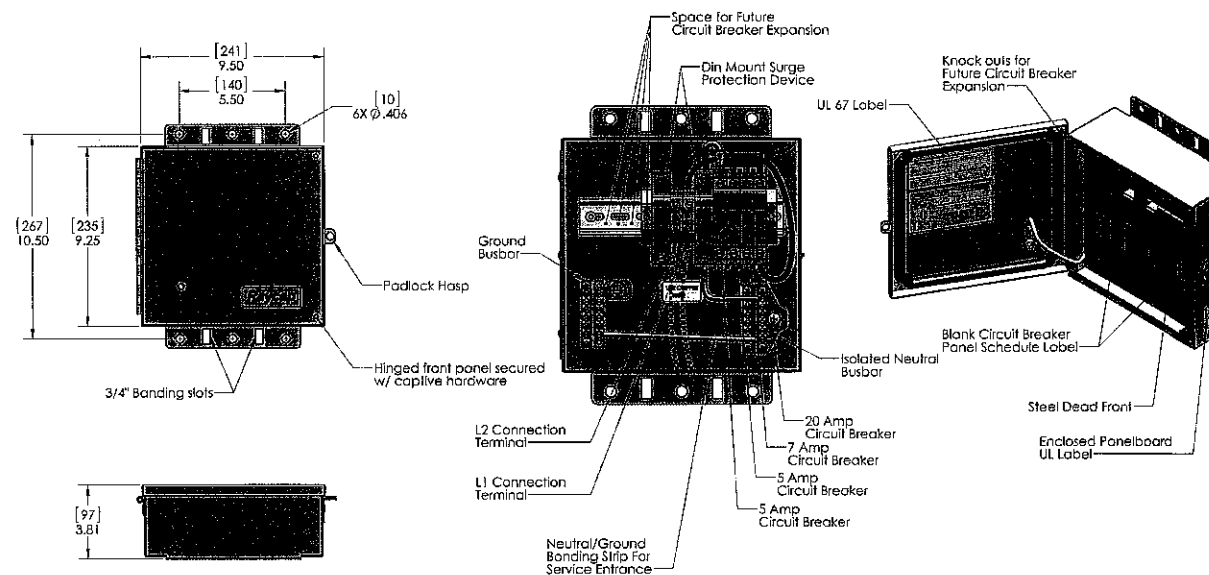 [241]
9.50
[140]
5.50
[10]
6X Ø .406
[267]
10.50
[235]
9.25
Padlock Hasp
Hinged front panel secured
w/ captive hardware
3/4" Banding slots
[97]
3.81
Space for Future
Circuit Breaker Expansion
Din Mount Surge
Protection Device
Ground
Busbar
Isolated Neutral
Busbar
L2 Connection
Terminal
L1 Connection
Terminal
20 Amp
Circuit Breaker
7 Amp
Circuit Breaker
5 Amp
Circuit Breaker
5 Amp
Circuit Breaker
Neutral/Ground
Bonding Strip For
Service Entrance
Knock outs for
Future Circuit Breaker
Expansion
UL 67 Label
Blank Circuit Breaker
Panel Schedule Label
Steel Dead Front
Enclosed Panelboard
UL Label